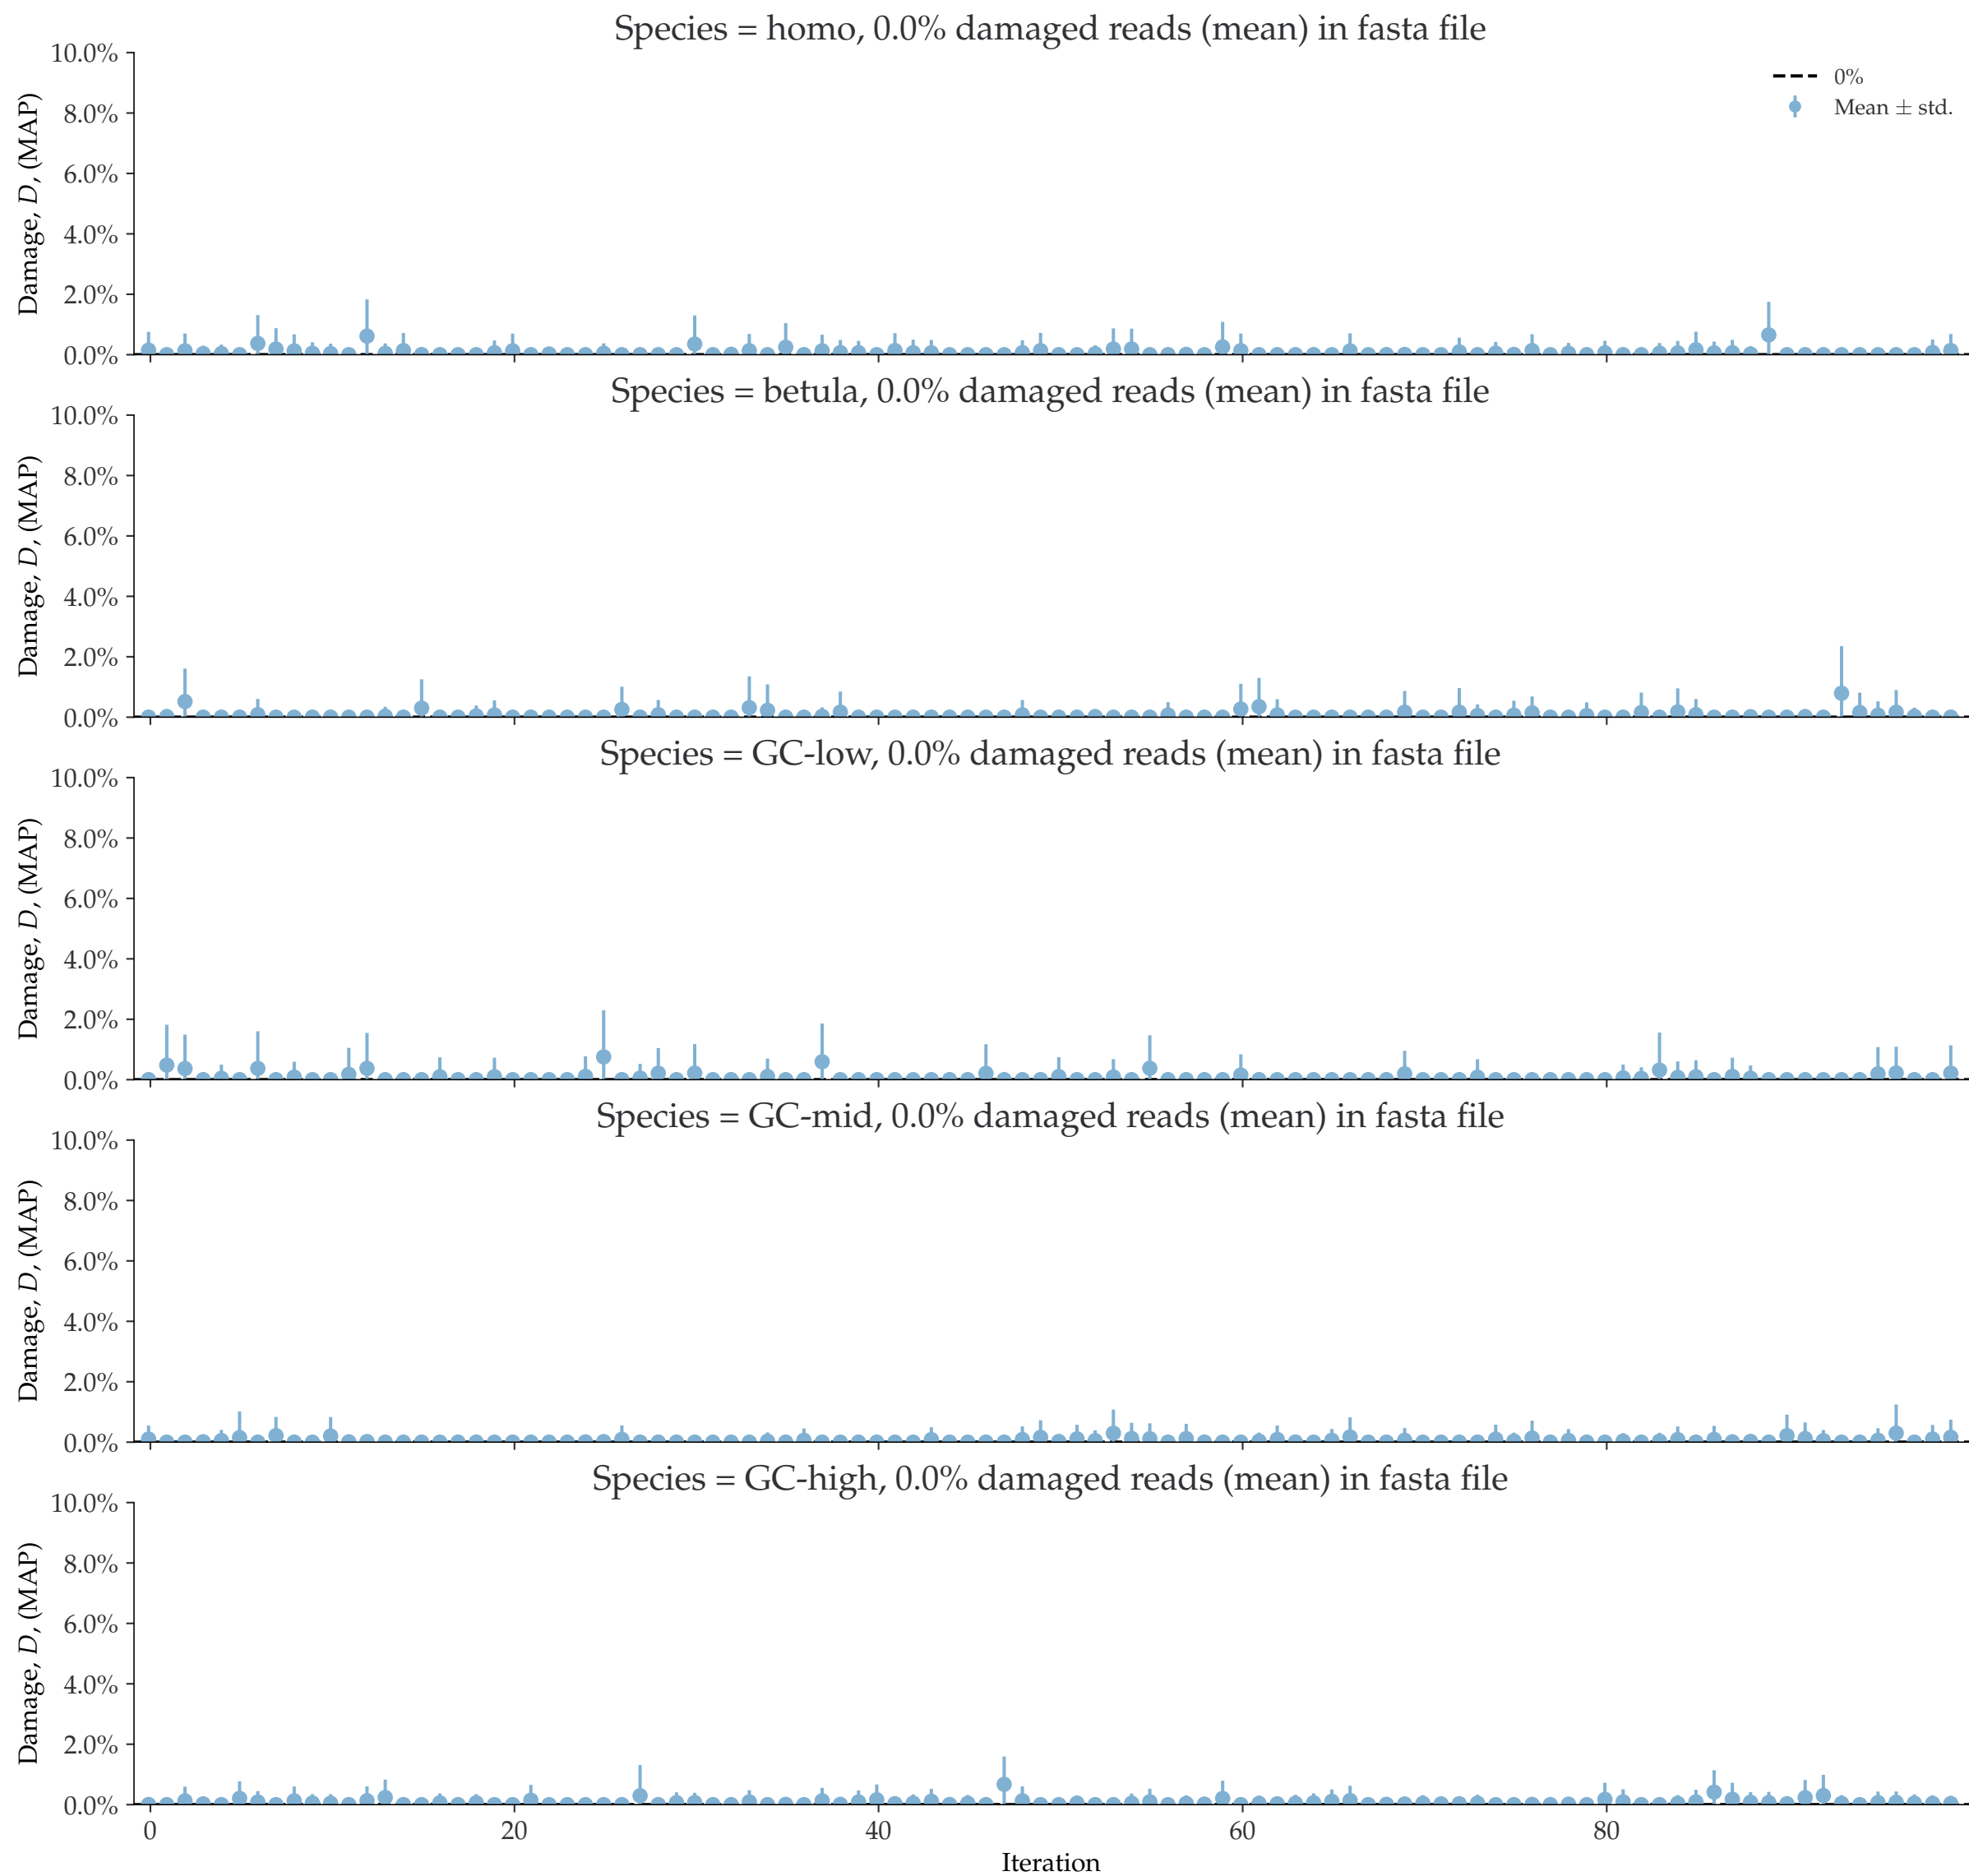 Species = homo, 0.0% damaged reads (mean) in fasta file
10.0%
8.0%
6.0%
4.0%
2.0%
0.0%
Damage, D, (MAP)
0%
Mean ± std.
Species = betula, 0.0% damaged reads (mean) in fasta file
10.0%
8.0%
6.0%
4.0%
2.0%
0.0%
Damage, D, (MAP)
Species = GC-low, 0.0% damaged reads (mean) in fasta file
10.0%
8.0%
6.0%
4.0%
2.0%
0.0%
Damage, D, (MAP)
Species = GC-mid, 0.0% damaged reads (mean) in fasta file
10.0%
8.0%
6.0%
4.0%
2.0%
0.0%
Damage, D, (MAP)
Species = GC-high, 0.0% damaged reads (mean) in fasta file
10.0%
8.0%
6.0%
4.0%
2.0%
0.0%
Damage, D, (MAP)
0 20 40 60 80
Iteration